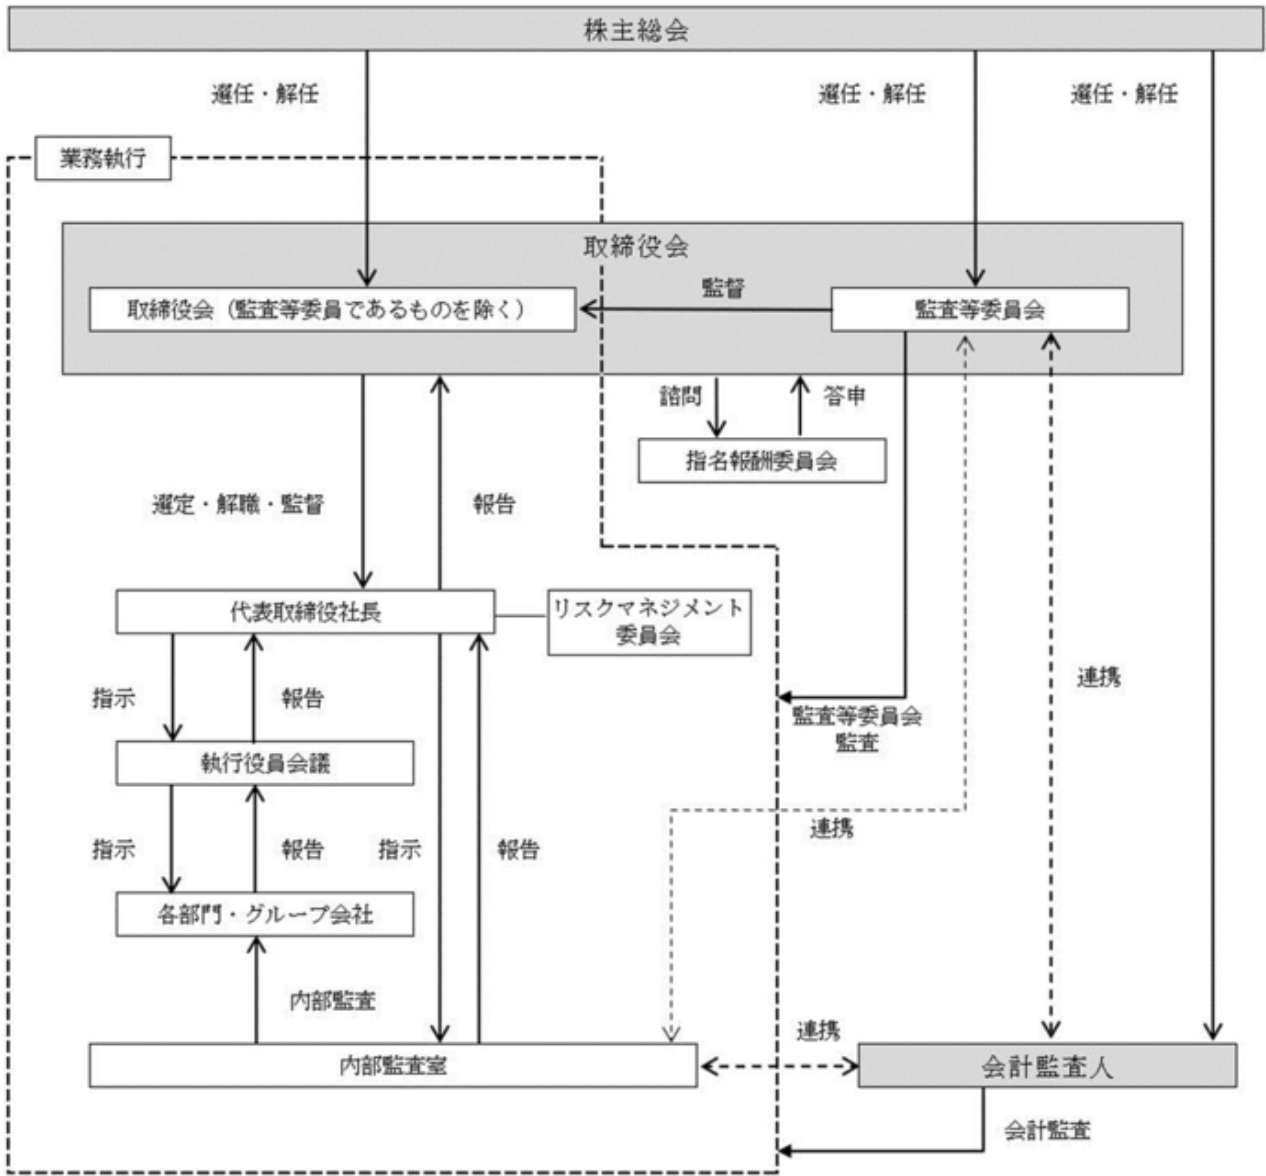 株主総会
選任・解任
選任・解任
選任・解任
業務執行
取締役会
監督
取締役会（監査等委員であるものを除く）
監査等委員会
諮問
答申
指名報酬委員会
選定・解職・監督
報告
代表取締役社長
リスクマネジメント
委員会
指示
報告
連携
監査等委員会
監査
執行役員会議
連携
指示
報告
指示
報告
各部門・グループ会社
内部監査
連携
内部監査室
会計監査人
会計監査